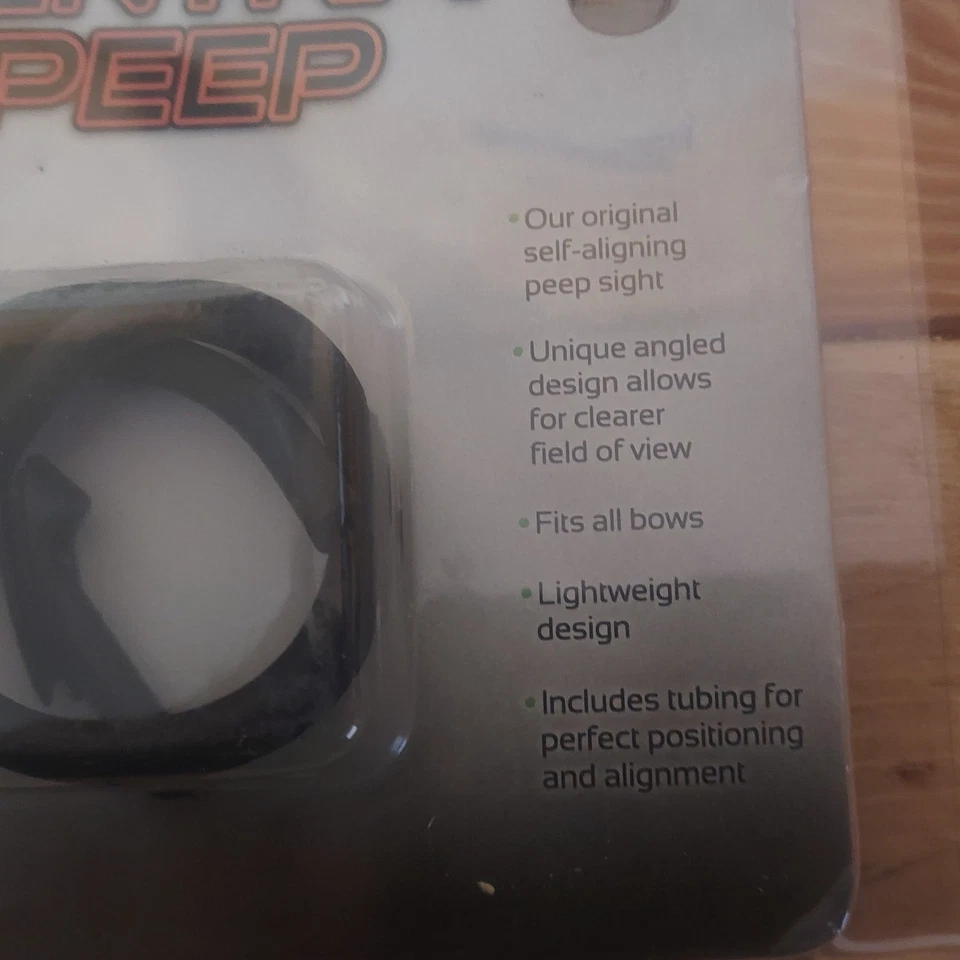 PEEP
• Our original
self-aligning
peep sight
• Unique angled
design allows
for clearer
field of view
• Fits all bows
• Lightweight
design
• Includes tubing for
perfect positioning
and alignment